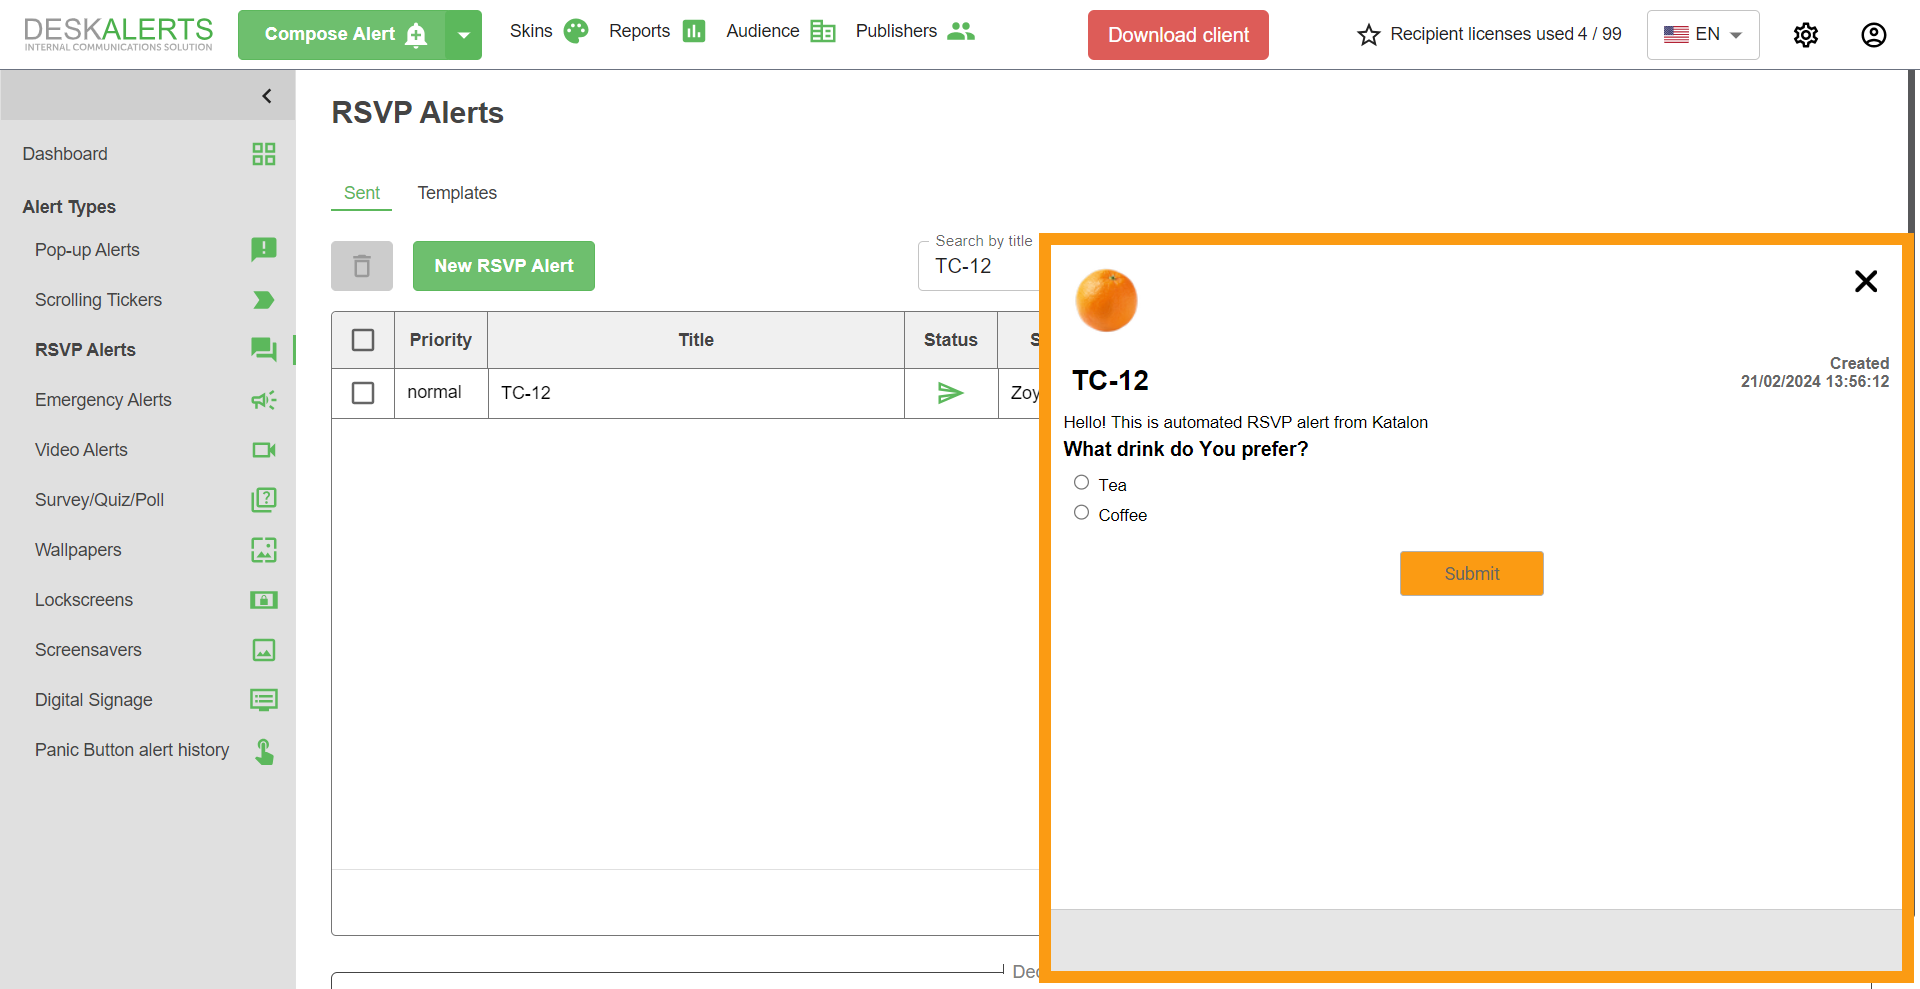 DESKALERTS
INTERNAL COMMUNICATIONS SOLUTION
Compose Alert
Skins
Reports
Audience
Publishers
Download client
Recipient licenses used 4 / 99
EN
Dashboard
Alert Types
Pop-up Alerts
Scrolling Tickers
RSVP Alerts
Emergency Alerts
Video Alerts
Survey/Quiz/Poll
Wallpapers
Lockscreens
Screensavers
Digital Signage
Panic Button alert history
RSVP Alerts
Sent
Templates
New RSVP Alert
Search by title
TC-12
Priority
Title
Status
normal
TC-12
TC-12
Created
21/02/2024 13:56:12
Hello! This is automated RSVP alert from Katalon
What drink do You prefer?
Tea
Coffee
Submit